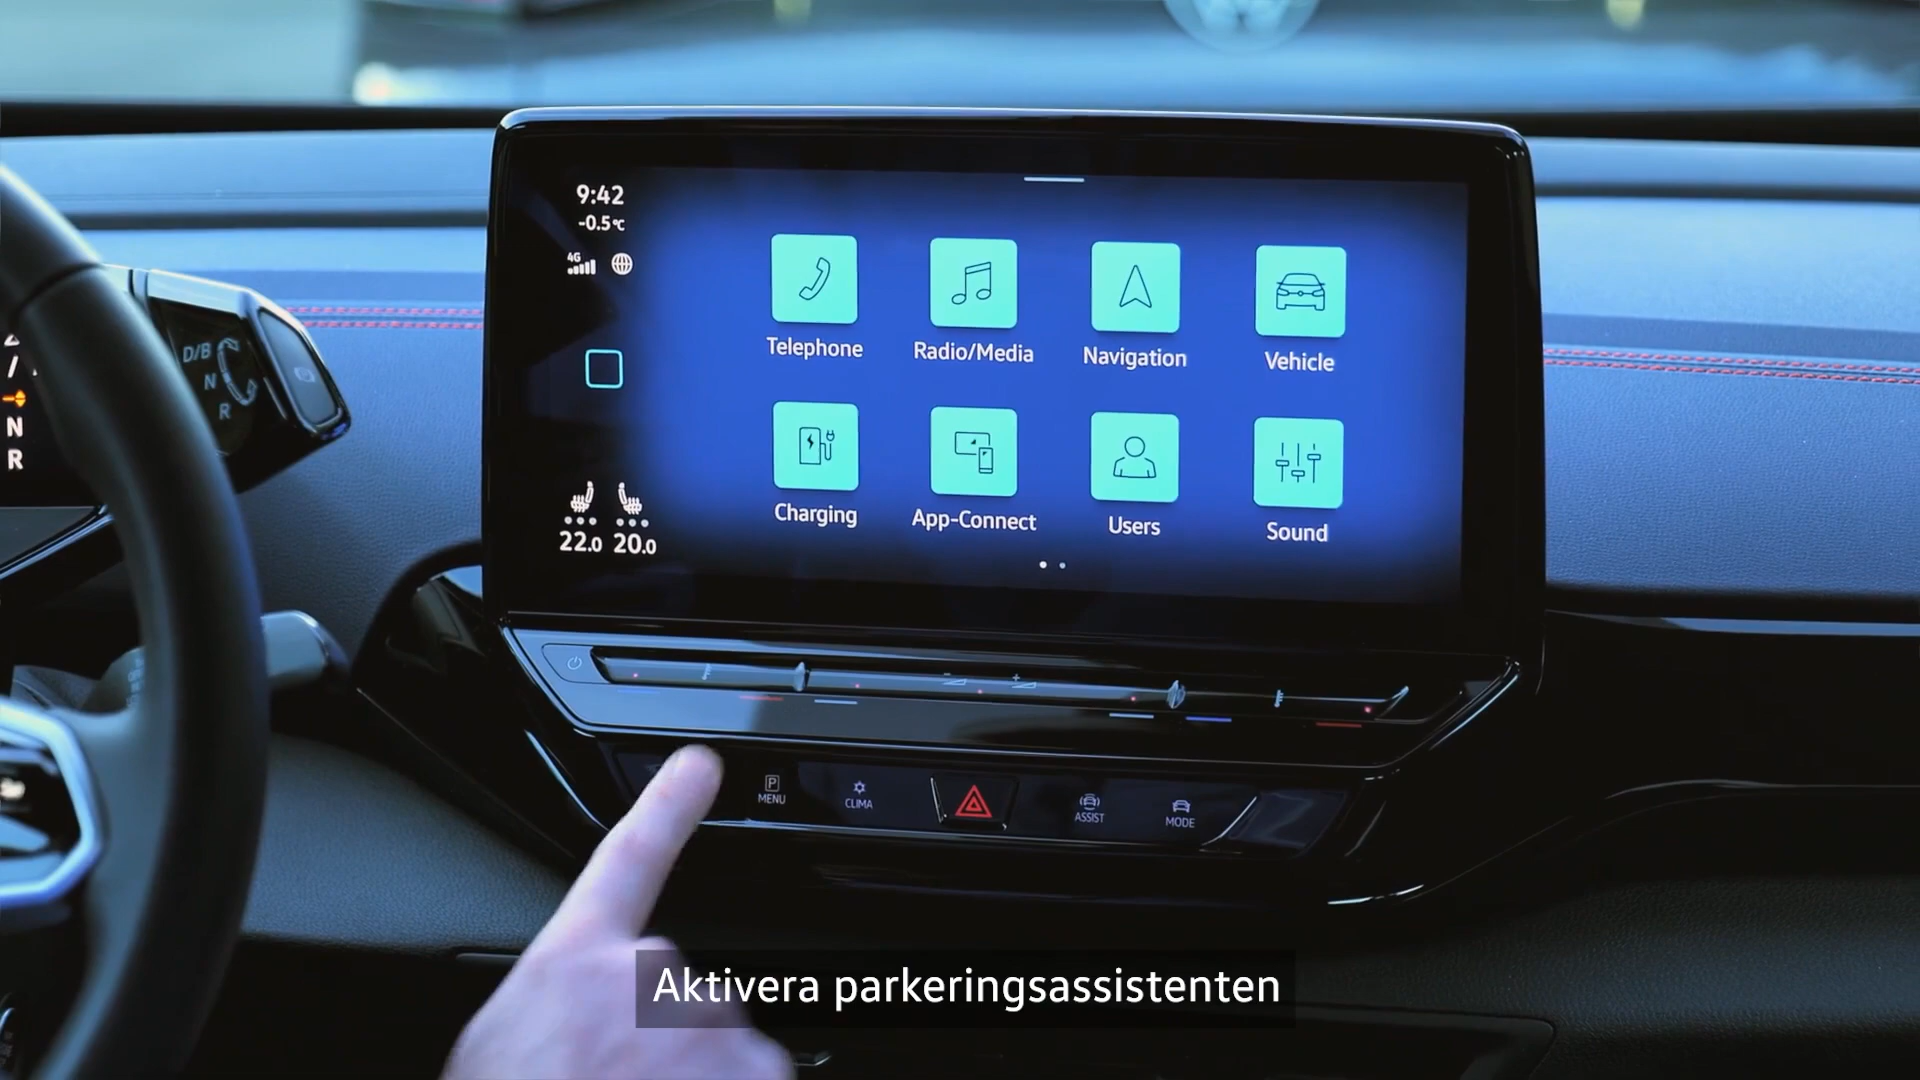 9:42
-0.5°C
4G
Telephone
Radio/Media
Navigation
Vehicle
D/B
N
R
N
R
Charging
App-Connect
Users
Sound
22.0 20.0
P
MENU
CLIMA
ASSIST
MODE
Aktivera parkeringsassistenten